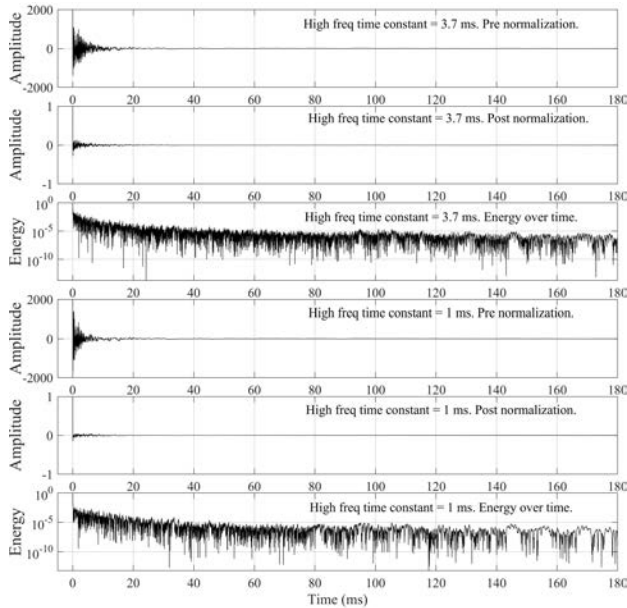 2000
High freq time constant = 3.7 ms. Pre normalization.
Amplitude
0
-2000
0 20 40 60 80 100 120 140 160 180
1
High freq time constant = 3.7 ms. Post normalization.
Amplitude
0
-1
0 20 40 60 80 100 120 140 160 180
10^0
High freq time constant = 3.7 ms. Energy over time.
Energy
10^-5
10^-10
0 20 40 60 80 100 120 140 160 180
2000
High freq time constant = 1 ms. Pre normalization.
Amplitude
0
-2000
0 20 40 60 80 100 120 140 160 180
1
High freq time constant = 1 ms. Post normalization.
Amplitude
0
-1
0 20 40 60 80 100 120 140 160 180
10^0
High freq time constant = 1 ms. Energy over time.
Energy
10^-5
10^-10
0 20 40 60 80 100 120 140 160 180
Time (ms)